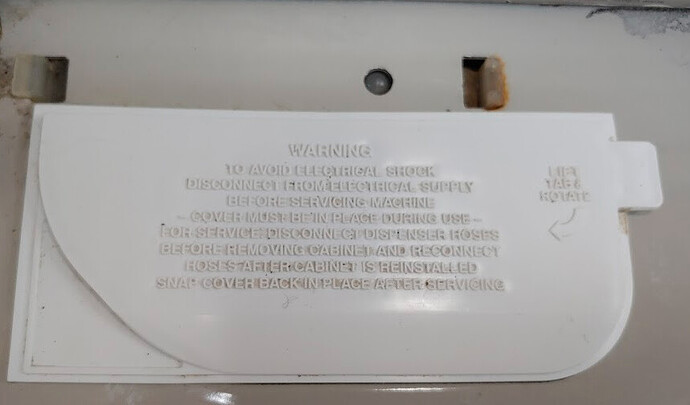 WARNING
TO AVOID ELECTRICAL SHOCK
DISCONNECT FROM ELECTRICAL SUPPLY
BEFORE SERVICING MACHINE
– COVER MUST BE IN PLACE DURING USE –
FOR SERVICE DISCONNECT DISPENSER HOSES
BEFORE REMOVING CABINET AND RECONNECT
HOSES AFTER CABINET IS REINSTALLED
SNAP COVER BACK IN PLACE AFTER SERVICING
LIFT
TAB &
ROTATE